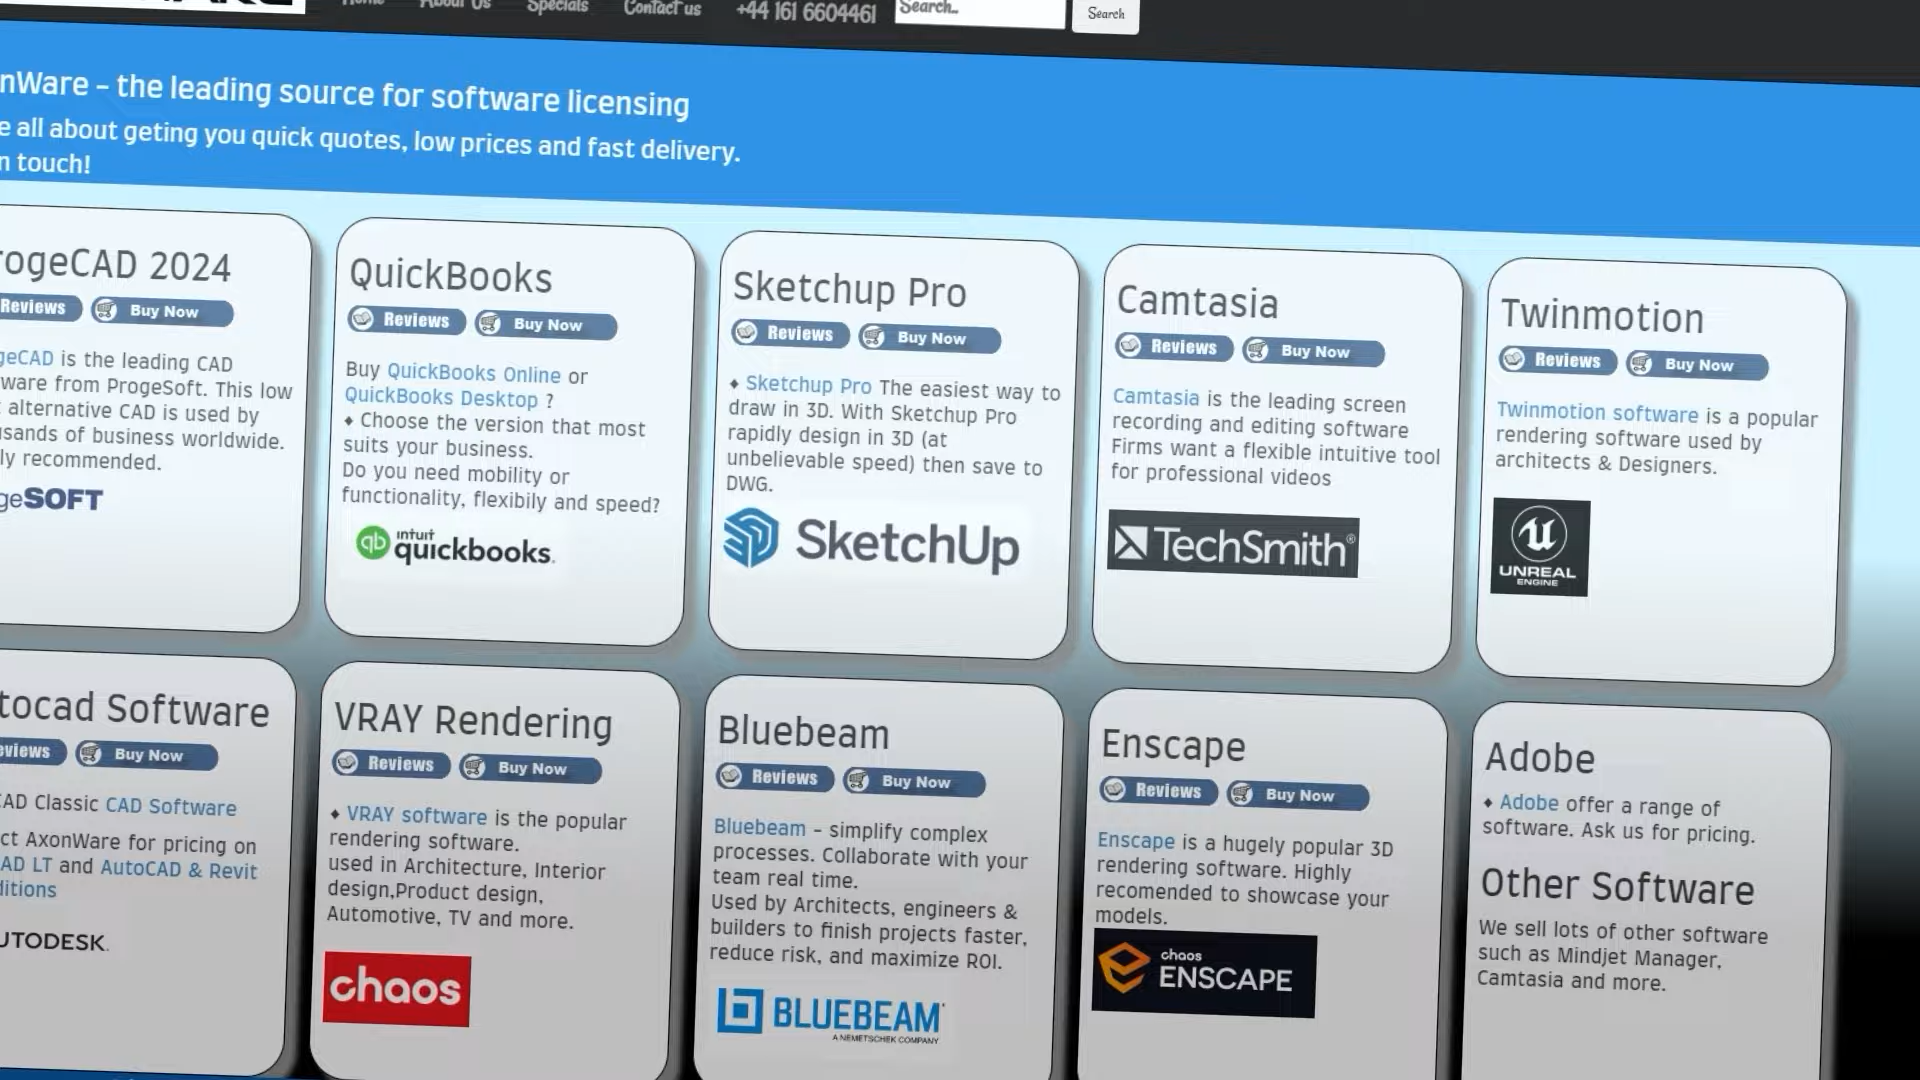 Home About Us Specials Contact us +44 161 6604461 Search.. Search
nWare - the leading source for software licensing
e all about geting you quick quotes, low prices and fast delivery.
n touch!
rogeCAD 2024
Reviews Buy Now
geCAD is the leading CAD
ware from ProgeSoft. This low
alternative CAD is used by
usands of business worldwide.
ly recommended.
geSOFT
QuickBooks
Reviews Buy Now
Buy QuickBooks Online or
QuickBooks Desktop ?
♦ Choose the version that most
suits your business.
Do you need mobility or
functionality, flexibily and speed?
qb intuit
quickbooks.
Sketchup Pro
Reviews Buy Now
♦ Sketchup Pro The easiest way to
draw in 3D. With Sketchup Pro
rapidly design in 3D (at
unbelievable speed) then save to
DWG.
SketchUp
Camtasia
Reviews Buy Now
Camtasia is the leading screen
recording and editing software
Firms want a flexible intuitive tool
for professional videos
TechSmith®
Twinmotion
Reviews Buy Now
Twinmotion software is a popular
rendering software used by
architects & Designers.
UNREAL
ENGINE
tocad Software
eviews Buy Now
CAD Classic CAD Software
ct AxonWare for pricing on
AD LT and AutoCAD & Revit
ditions
UTODESK.
VRAY Rendering
Reviews Buy Now
♦ VRAY software is the popular
rendering software.
used in Architecture, Interior
design,Product design,
Automotive, TV and more.
chaos
Bluebeam
Reviews Buy Now
Bluebeam - simplify complex
processes. Collaborate with your
team real time.
Used by Architects, engineers &
builders to finish projects faster,
reduce risk, and maximize ROI.
BLUEBEAM
A NEMETSCHEK COMPANY
Enscape
Reviews Buy Now
Enscape is a hugely popular 3D
rendering software. Highly
recomended to showcase your
models.
chaos
ENSCAPE
Adobe
♦ Adobe offer a range of
software. Ask us for pricing.
Other Software
We sell lots of other software
such as Mindjet Manager,
Camtasia and more.